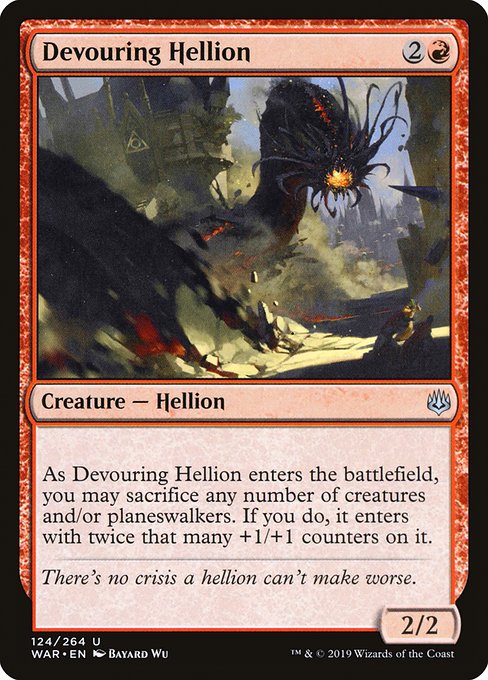 Devouring Hellion 2
Creature — Hellion
As Devouring Hellion enters the battlefield,
you may sacrifice any number of creatures
and/or planeswalkers. If you do, it enters
with twice that many +1/+1 counters on it.
There's no crisis a hellion can't make worse.
2/2
124/264 U
WAR • EN Bayard Wu ™ & © 2019 Wizards of the Coast